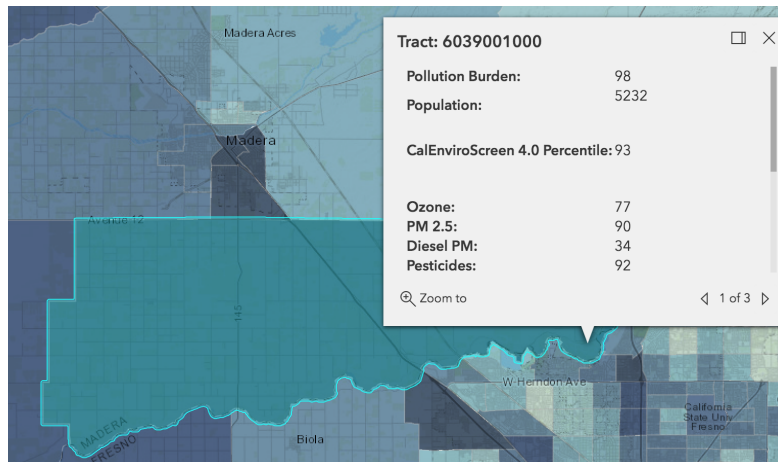 Madera Acres
Tract: 6039001000
Pollution Burden: 98
Population: 5232
CalEnviroScreen 4.0 Percentile: 93
Ozone: 77
PM 2.5: 90
Diesel PM: 34
Pesticides: 92
Zoom to
1 of 3
Madera
Avenue 12
145
W Herndon Ave
California
State Univ
Fresno
MADERA
FRESNO
Biola